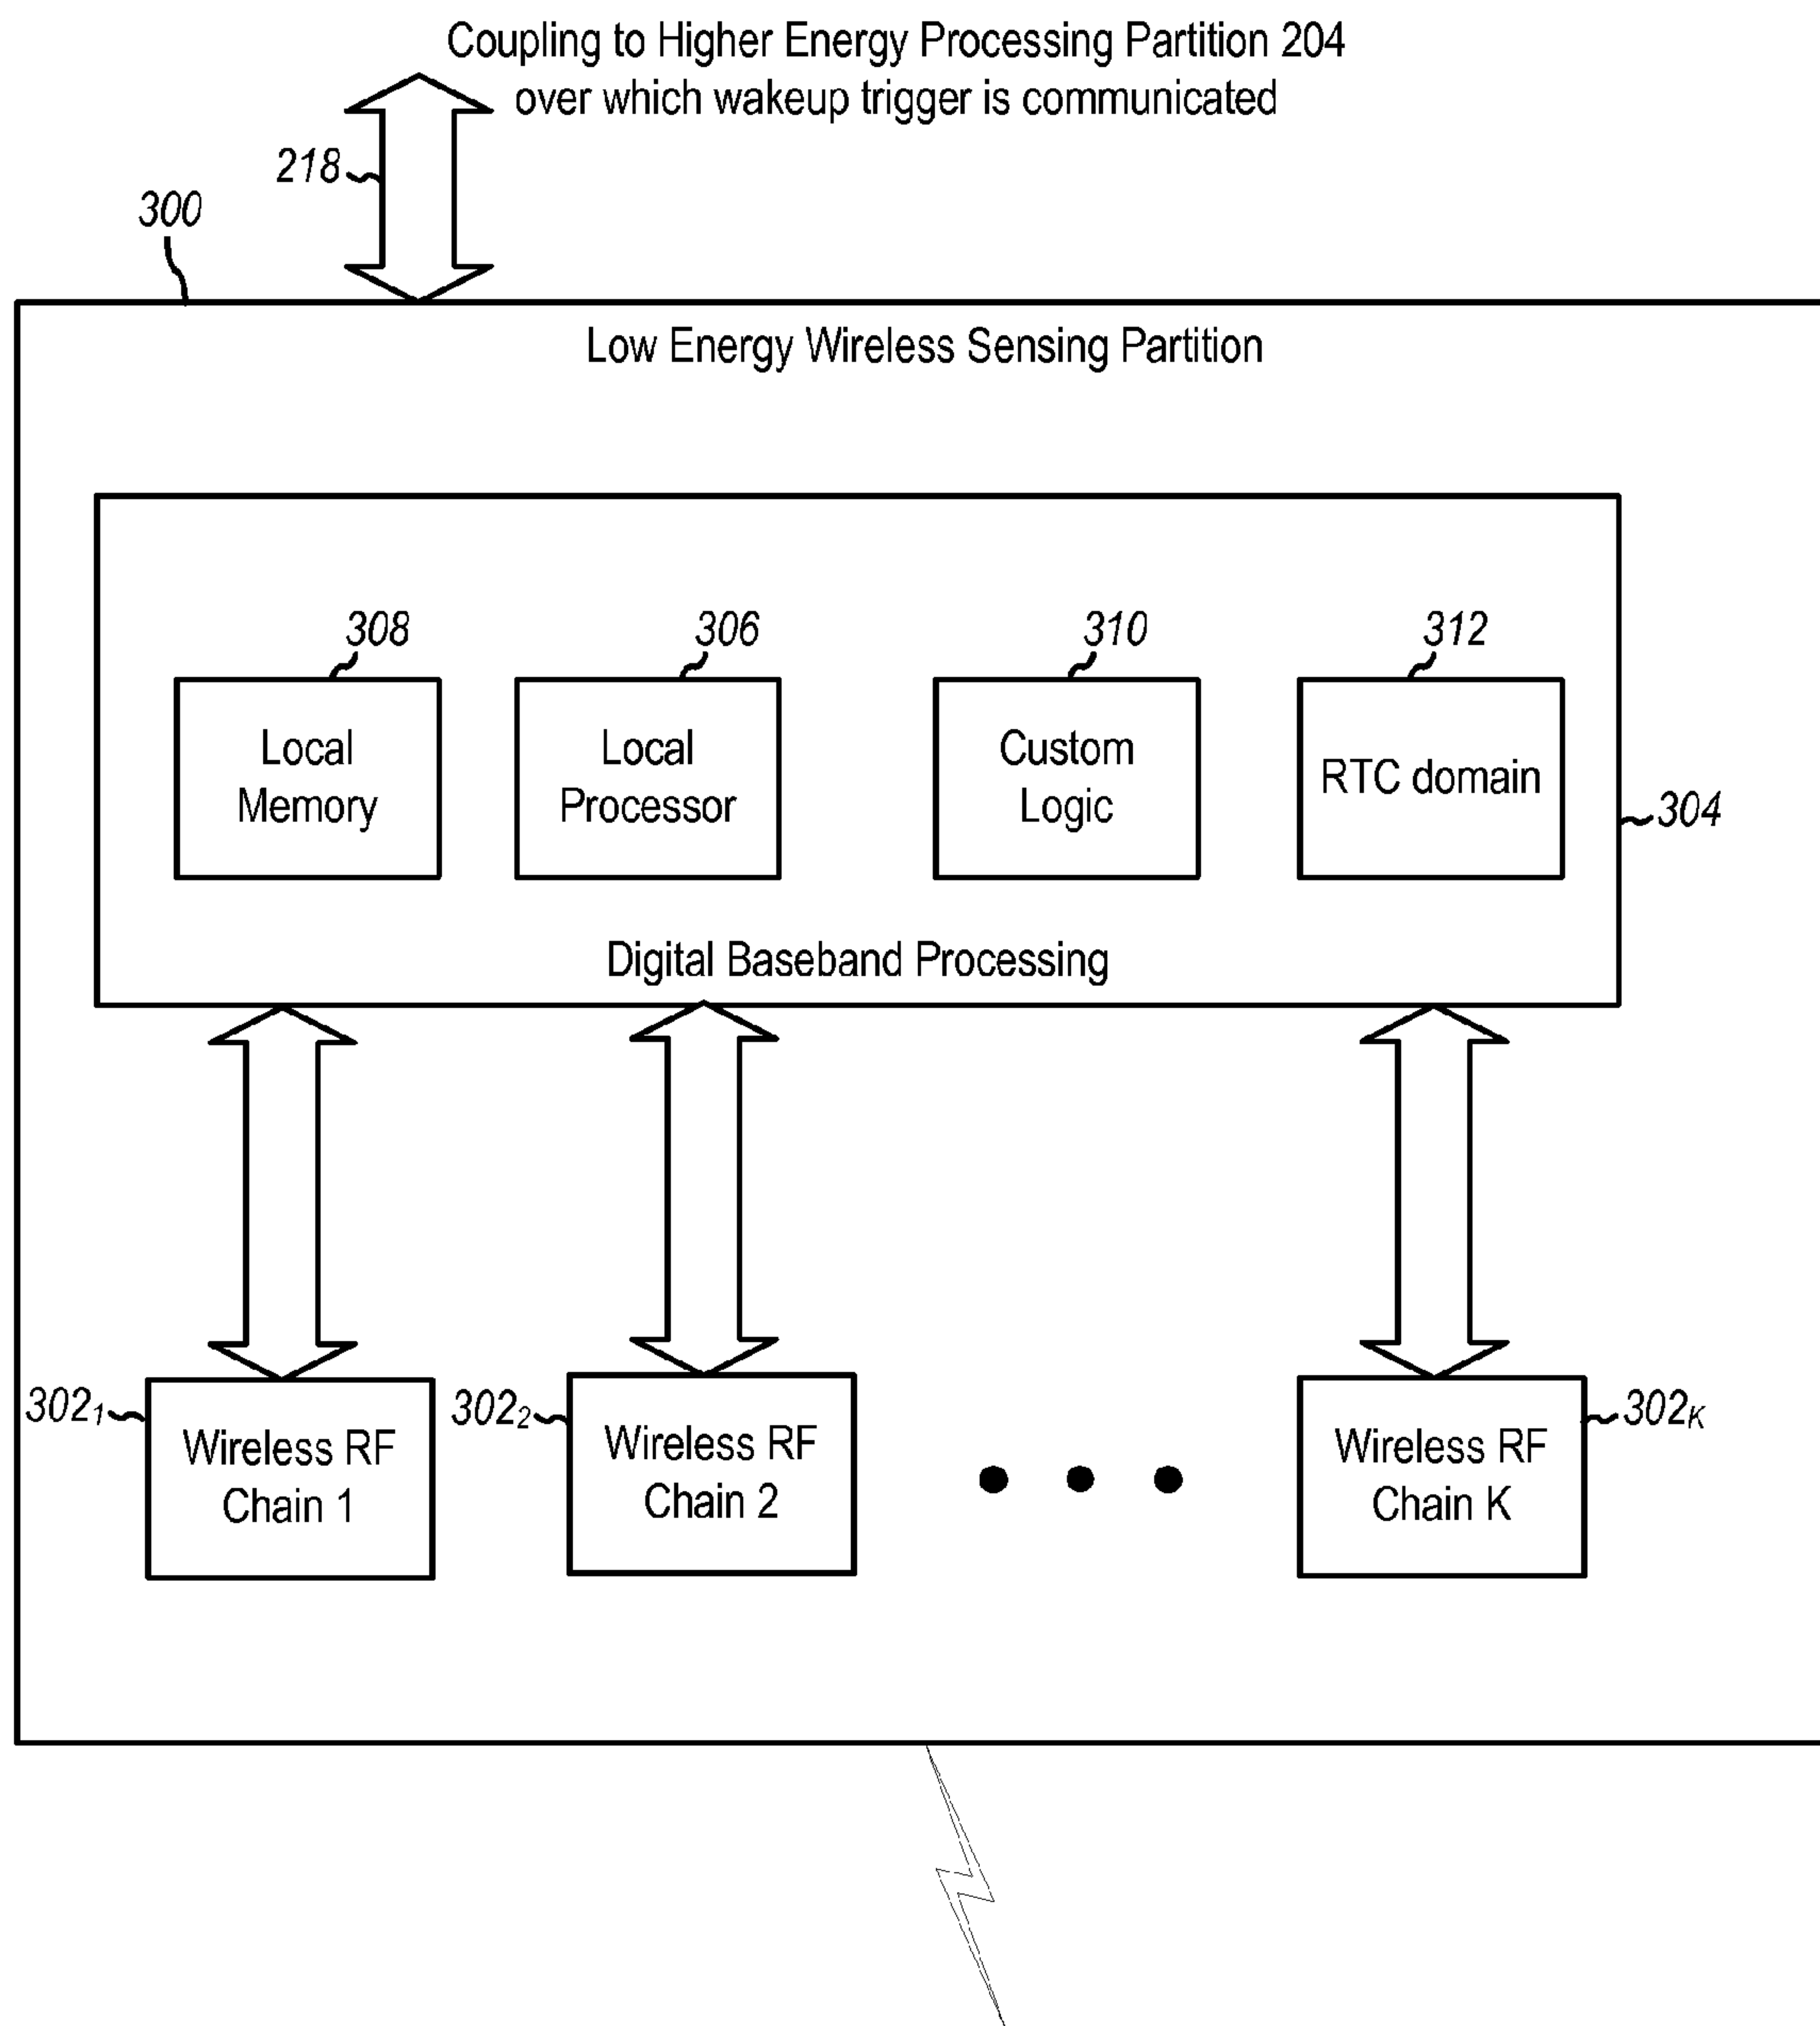 Coupling to Higher Energy Processing Partition 204
over which wakeup trigger is communicated
218
300
Low Energy Wireless Sensing Partition
308
306
310
312
Local
Memory
Local
Processor
Custom
Logic
RTC domain
304
Digital Baseband Processing
302₁
Wireless RF
Chain 1
302₂
Wireless RF
Chain 2
302ₖ
Wireless RF
Chain K